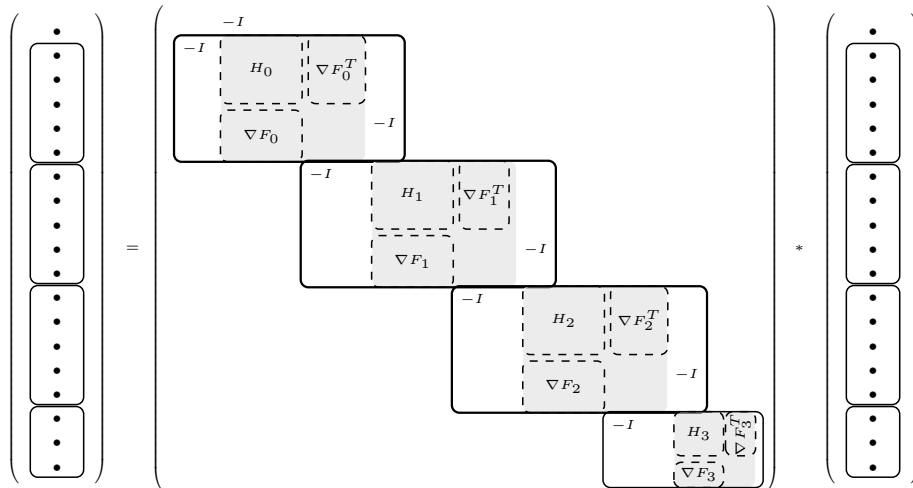 −I
−I H₀ ∇F₀ᵀ
∇F₀ −I
−I H₁ ∇F₁ᵀ
= ∇F₁ −I *
−I H₂ ∇F₂ᵀ
∇F₂ −I
−I H₃ ∇F₃ᵀ
∇F₃